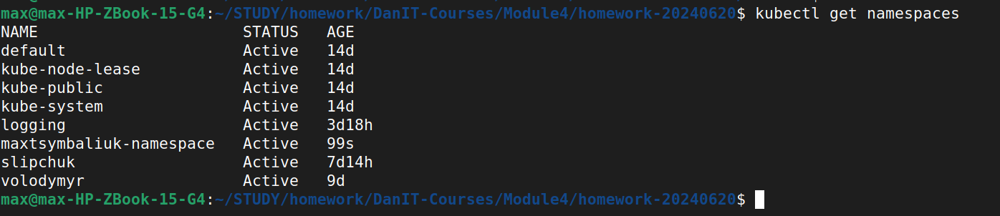 max@max-HP-ZBook-15-G4:~/STUDY/homework/DanIT-Courses/Module4/homework-20240620$ kubectl get namespaces
NAME                      STATUS   AGE
default                   Active   14d
kube-node-lease           Active   14d
kube-public               Active   14d
kube-system               Active   14d
logging                   Active   3d18h
maxtsymbaliuk-namespace   Active   99s
slipchuk                  Active   7d14h
volodymyr                 Active   9d
max@max-HP-ZBook-15-G4:~/STUDY/homework/DanIT-Courses/Module4/homework-20240620$